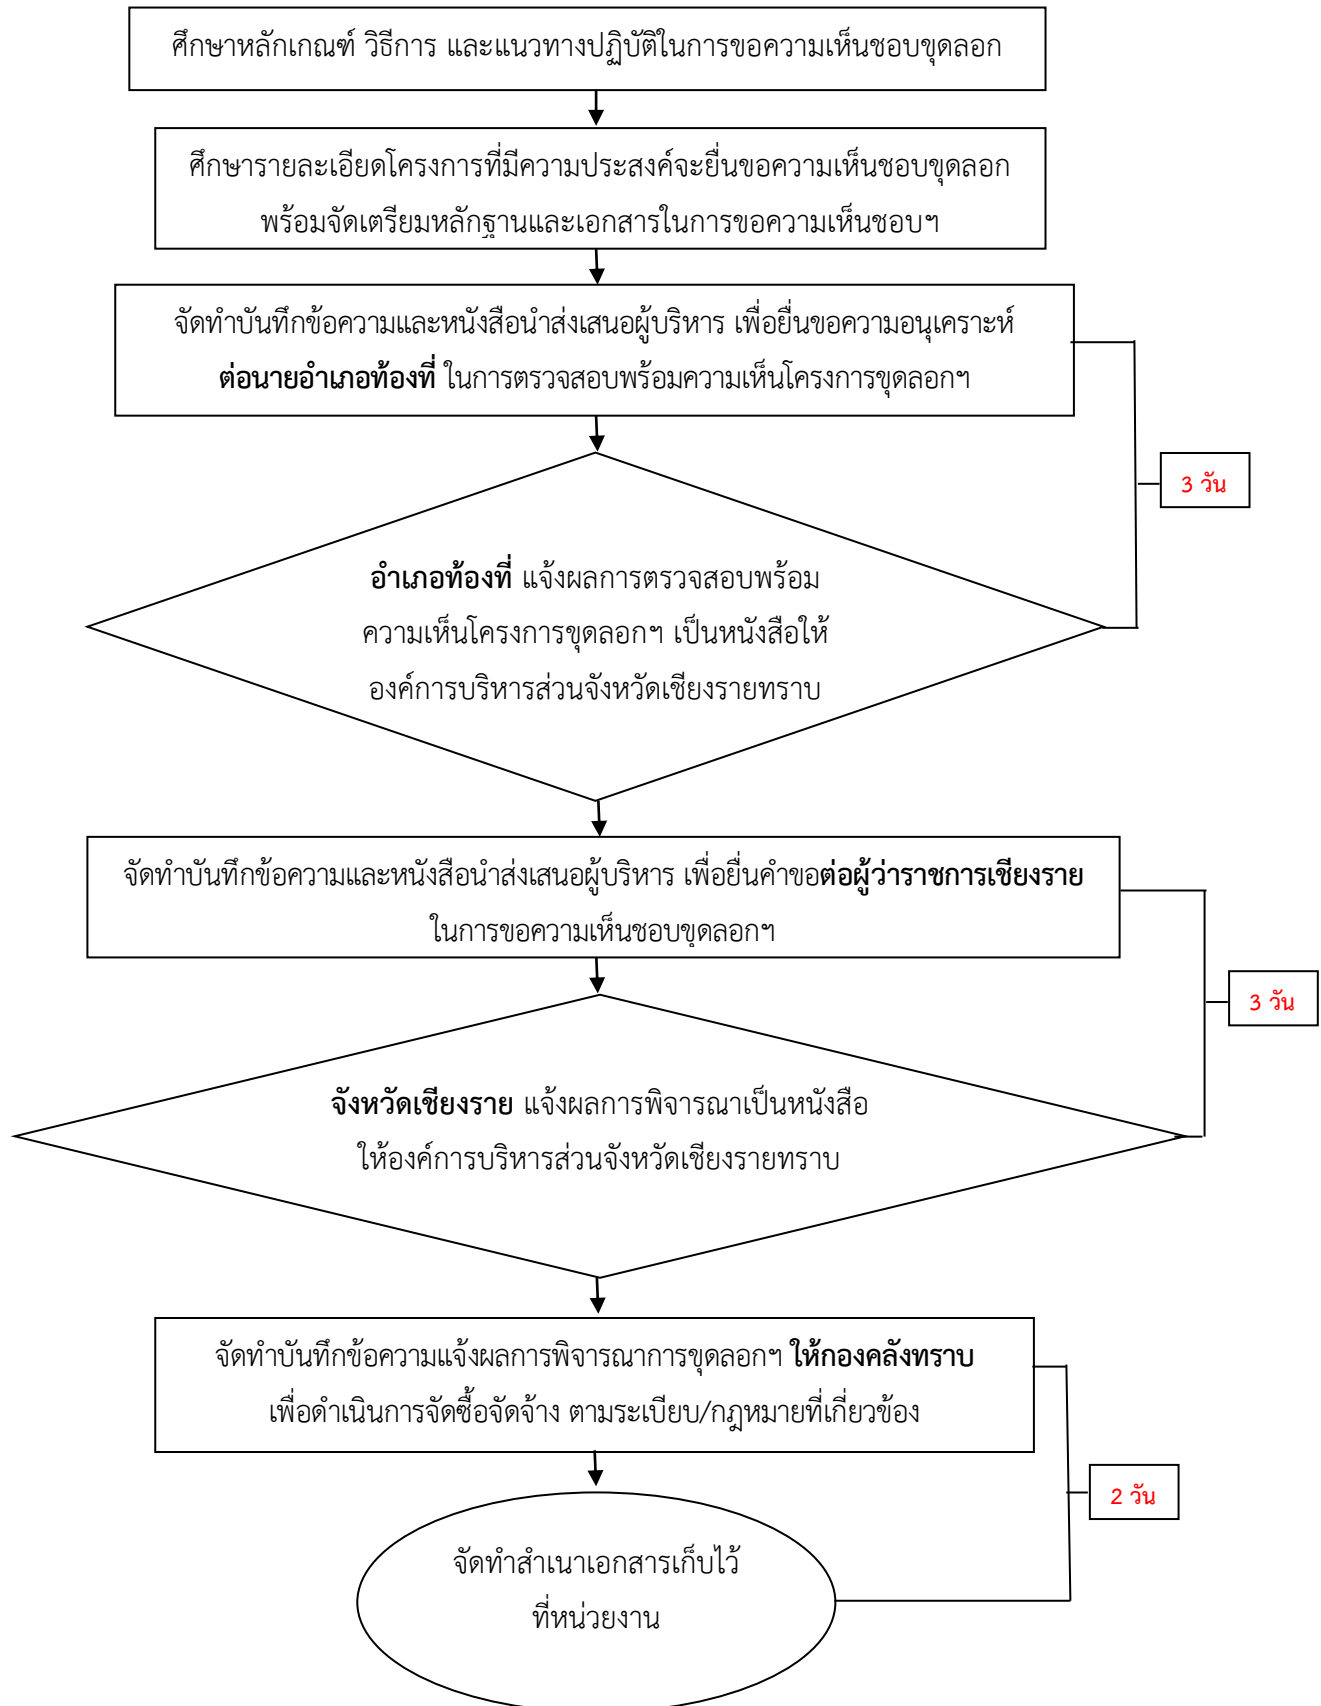 ศึกษาหลักเกณฑ์ วิธีการ และแนวทางปฏิบัติในการขอความเห็นชอบขุดลอก
ศึกษารายละเอียดโครงการที่มีความประสงค์จะยื่นขอความเห็นชอบขุดลอก
พร้อมจัดเตรียมหลักฐานและเอกสารในการขอความเห็นชอบฯ
จัดทำบันทึกข้อความและหนังสือนำส่งเสนอผู้บริหาร เพื่อยื่นขอความอนุเคราะห์
ต่อนายอำเภอท้องที่ ในการตรวจสอบพร้อมความเห็นโครงการขุดลอกฯ
3 วัน
อำเภอท้องที่ แจ้งผลการตรวจสอบพร้อม
ความเห็นโครงการขุดลอกฯ เป็นหนังสือให้
องค์การบริหารส่วนจังหวัดเชียงรายทราบ
จัดทำบันทึกข้อความและหนังสือนำส่งเสนอผู้บริหาร เพื่อยื่นคำขอต่อผู้ว่าราชการเชียงราย
ในการขอความเห็นชอบขุดลอกฯ
3 วัน
จังหวัดเชียงราย แจ้งผลการพิจารณาเป็นหนังสือ
ให้องค์การบริหารส่วนจังหวัดเชียงรายทราบ
จัดทำบันทึกข้อความแจ้งผลการพิจารณาการขุดลอกฯ ให้กองคลังทราบ
เพื่อดำเนินการจัดซื้อจัดจ้าง ตามระเบียบ/กฎหมายที่เกี่ยวข้อง
2 วัน
จัดทำสำเนาเอกสารเก็บไว้
ที่หน่วยงาน